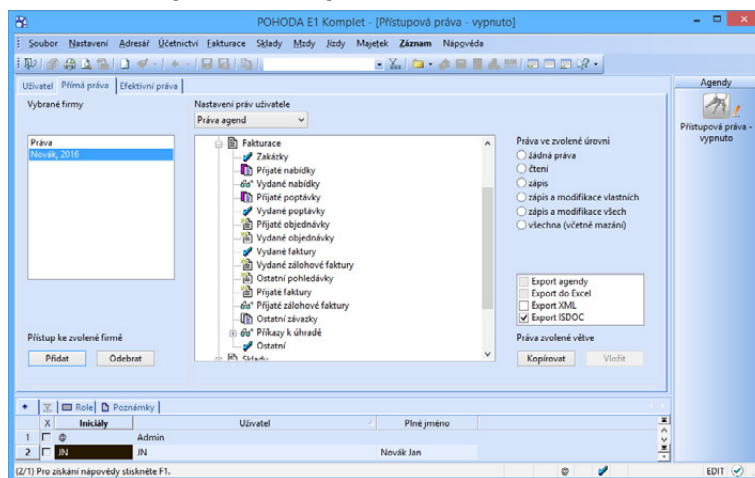 POHODA E1 Komplet - [Přístupová práva - vypnuto]
Soubor Nastavení Adresář Účetnictví Fakturace Sklady Mzdy Jízdy Majetek Záznam Nápověda
Uživatel Přímá práva Efektivní práva
Agendy
Přístupová práva - vypnuto
Vybrané firmy
Práva
Novák, 2016
Přístup ke zvolené firmě
Přidat Odebrat
Nastavení práv uživatele
Práva agend
Fakturace
Zakázky
Přijaté nabídky
Vydané nabídky
Přijaté poptávky
Vydané poptávky
Přijaté objednávky
Vydané objednávky
Vydané faktury
Vydané zálohové faktury
Ostatní pohledávky
Přijaté faktury
Přijaté zálohové faktury
Ostatní závazky
Příkazy k úhradě
Ostatní
Sklady
Práva ve zvolené úrovni
žádná práva
čtení
zápis
zápis a modifikace vlastních
zápis a modifikace všech
všechna (včetně mazání)
Export agendy
Export do Excel
Export XML
Export ISDOC
Práva zvolené větve
Kopírovat Vložit
* Role Poznámky
X Iniciály Uživatel Plné jméno
1 @ Admin
2 JN JN Novák Jan
(2/1) Pro získání nápovědy stiskněte F1.
@ EDIT